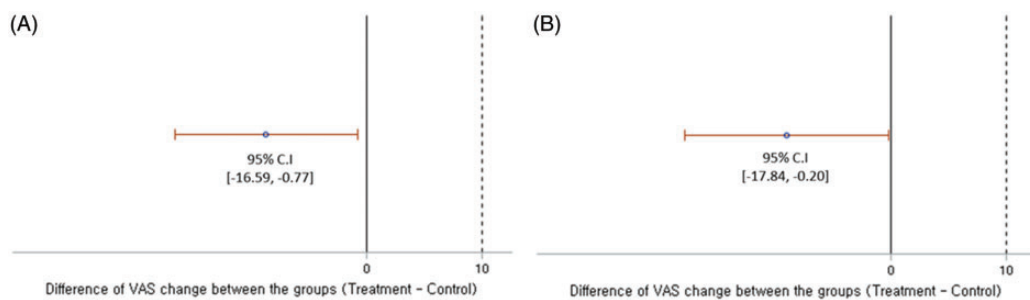 (A)
95% C.I
[-16.59, -0.77]
0
10
Difference of VAS change between the groups (Treatment - Control)
(B)
95% C.I
[-17.84, -0.20]
0
10
Difference of VAS change between the groups (Treatment - Control)